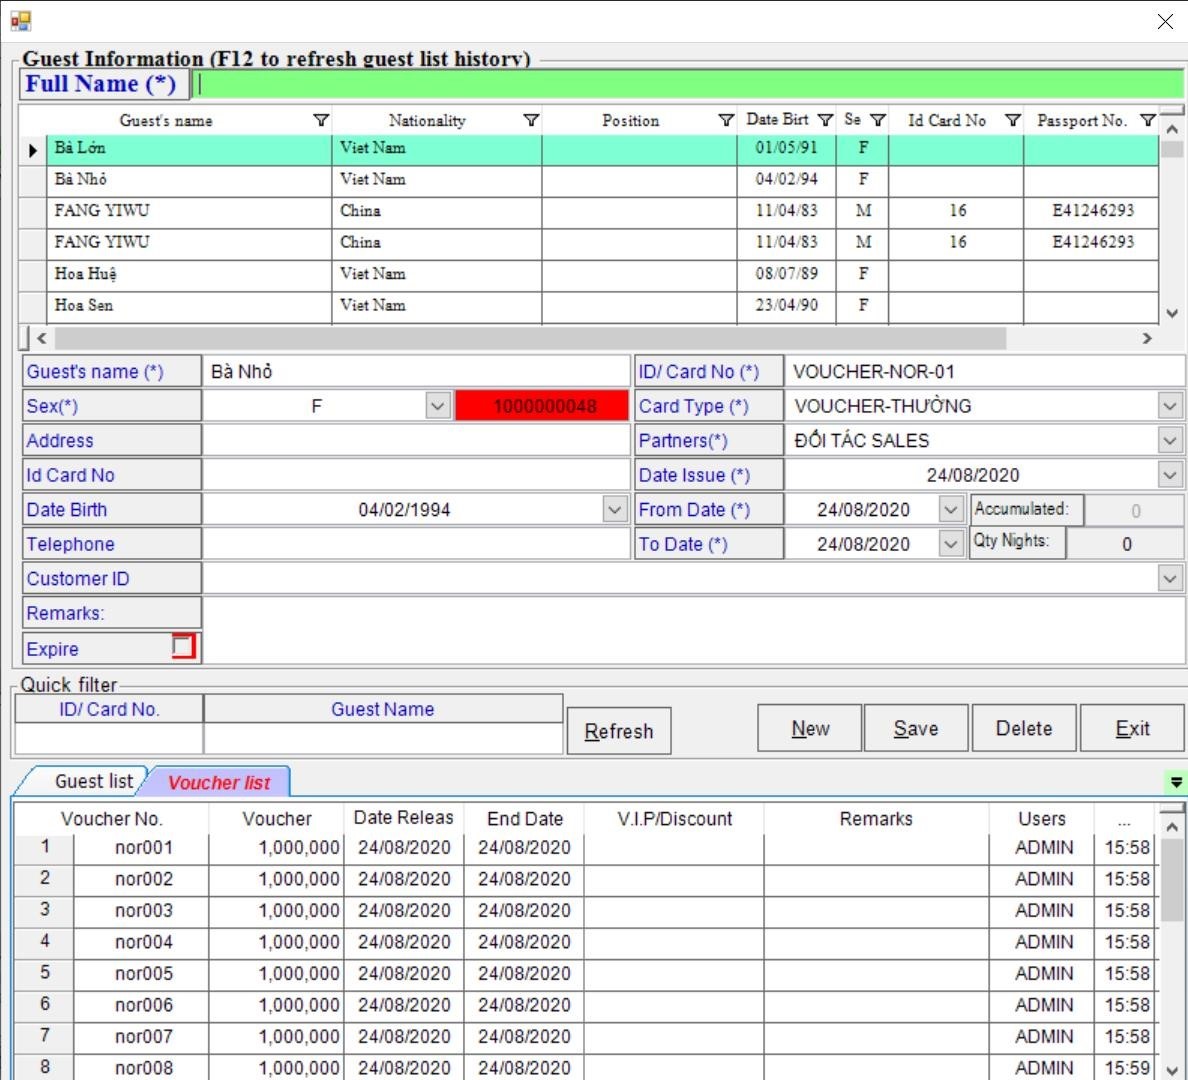 Guest Information (F12 to refresh guest list history)
Full Name (*)
Guest's name Nationality Position Date Birt Se Id Card No Passport No.
Bà Lớn Viet Nam 01/05/91 F
Bà Nhỏ Viet Nam 04/02/94 F
FANG YIWU China 11/04/83 M 16 E41246293
FANG YIWU China 11/04/83 M 16 E41246293
Hoa Huệ Viet Nam 08/07/89 F
Hoa Sen Viet Nam 23/04/90 F
Guest's name (*) Bà Nhỏ ID/ Card No (*) VOUCHER-NOR-01
Sex(*) F 1000000048 Card Type (*) VOUCHER-THƯỜNG
Address Partners(*) ĐỐI TÁC SALES
Id Card No Date Issue (*) 24/08/2020
Date Birth 04/02/1994 From Date (*) 24/08/2020 Accumulated: 0
Telephone To Date (*) 24/08/2020 Qty Nights: 0
Customer ID
Remarks:
Expire
Quick filter
ID/ Card No. Guest Name
Refresh New Save Delete Exit
Guest list Voucher list
Voucher No. Voucher Date Releas End Date V.I.P/Discount Remarks Users ...
1 nor001 1,000,000 24/08/2020 24/08/2020 ADMIN 15:58
2 nor002 1,000,000 24/08/2020 24/08/2020 ADMIN 15:58
3 nor003 1,000,000 24/08/2020 24/08/2020 ADMIN 15:58
4 nor004 1,000,000 24/08/2020 24/08/2020 ADMIN 15:58
5 nor005 1,000,000 24/08/2020 24/08/2020 ADMIN 15:58
6 nor006 1,000,000 24/08/2020 24/08/2020 ADMIN 15:58
7 nor007 1,000,000 24/08/2020 24/08/2020 ADMIN 15:58
8 nor008 1,000,000 24/08/2020 24/08/2020 ADMIN 15:59